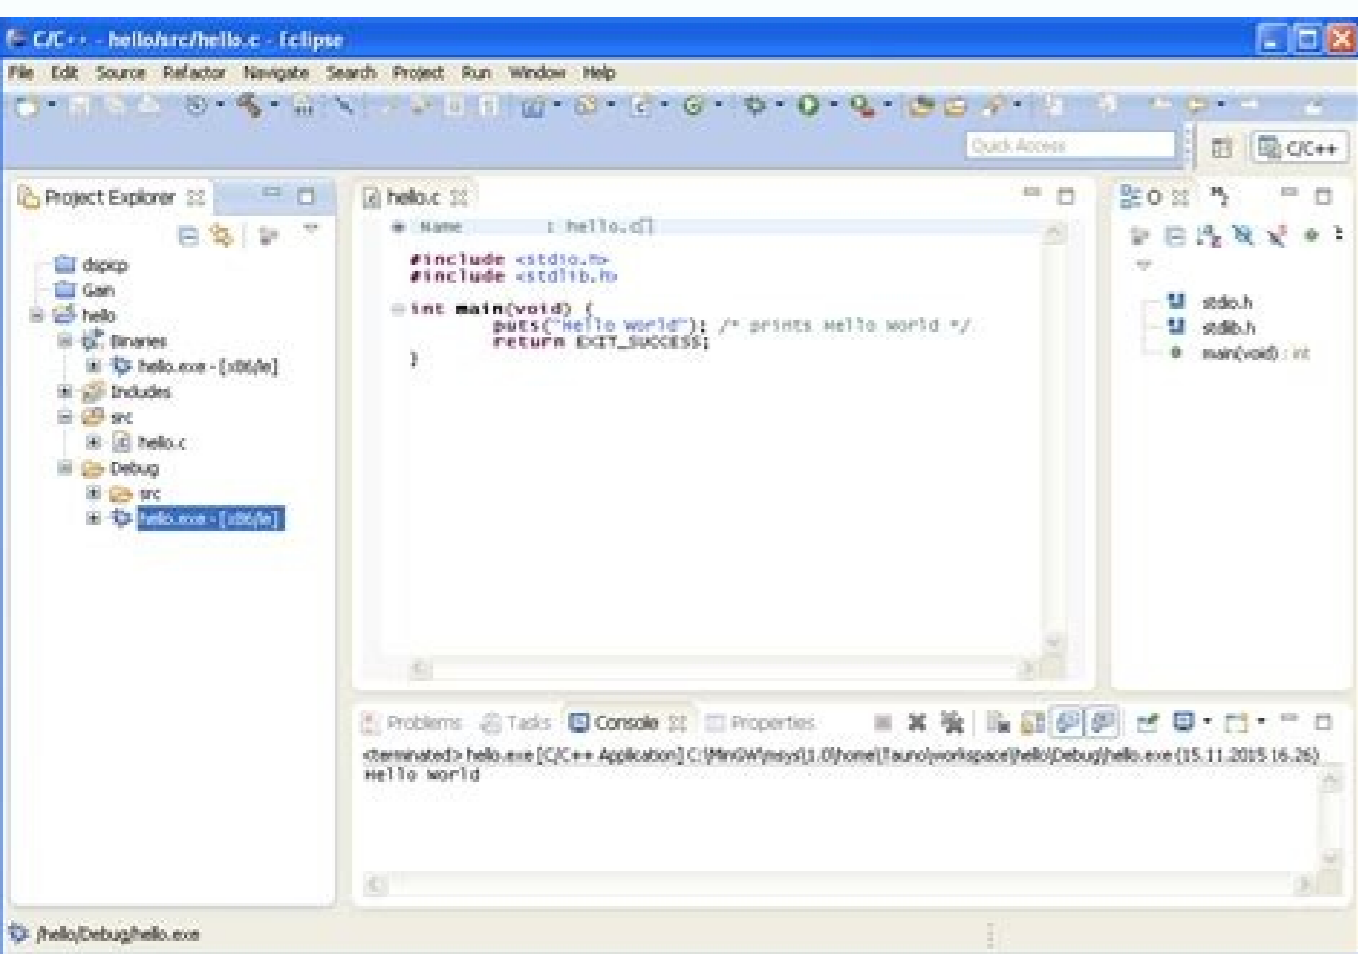 C/C++ - hello/src/hello.c - Eclipse
File Edit Source Refactor Navigate Search Project Run Window Help
Quick Access
C/C++
Project Explorer
dspicp
Gain
hello
Binaries
hello.exe - [x86/le]
Includes
src
hello.c
Debug
src
hello.exe - [x86/le]
hello.c
Name : hello.c
#include <stdio.h>
#include <stdlib.h>
int main(void) {
puts("Hello World"); /* prints Hello World */
return EXIT_SUCCESS;
}
O
stdio.h
stdlib.h
main(void) : int
Problems Tasks Console Properties
<terminated> hello.exe [C/C++ Application] C:\MinGW\msys\1.0\home\Tauno\workspace\hello\Debug\hello.exe (15.11.2015 16.26)
Hello World
/hello/Debug/hello.exe